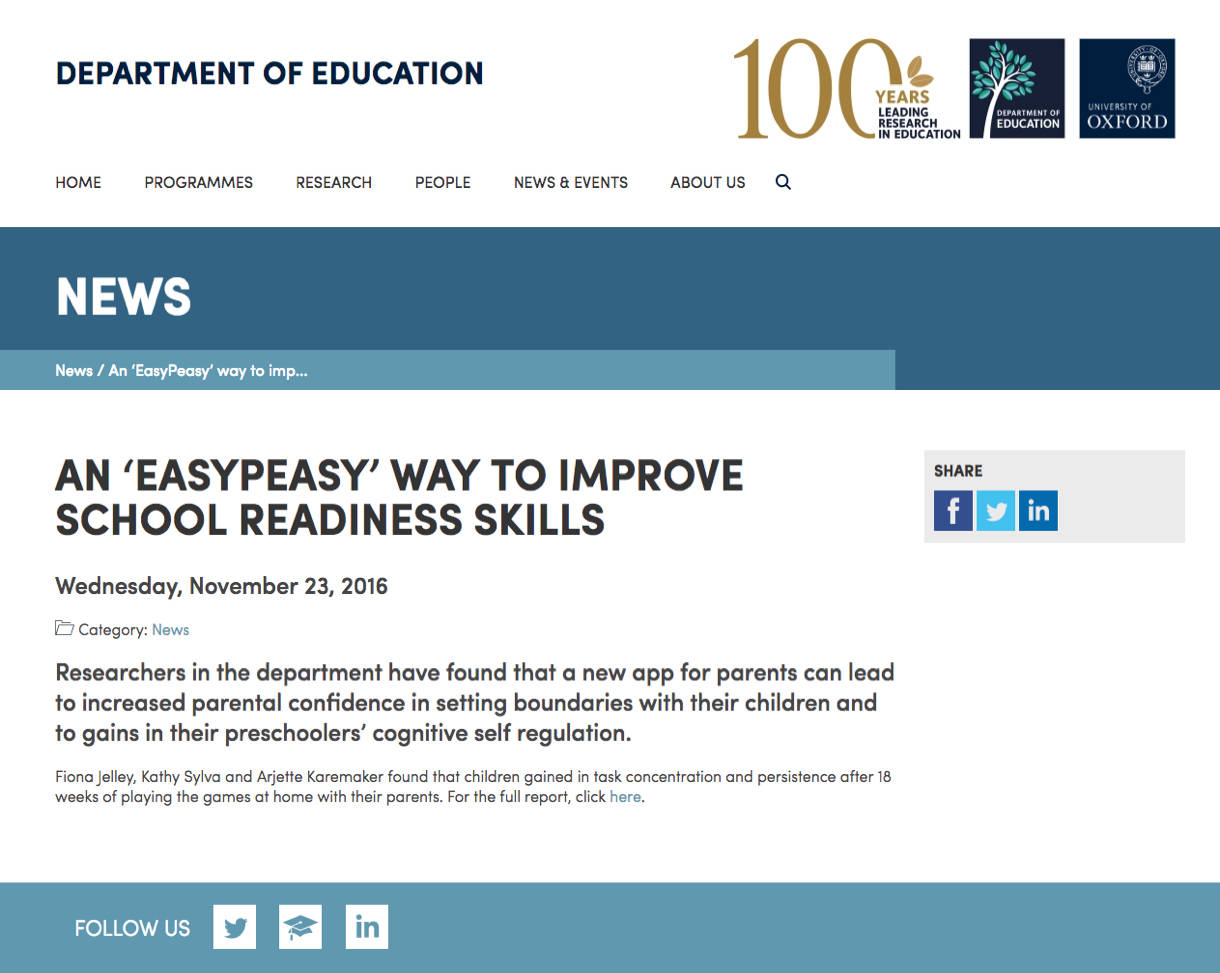 DEPARTMENT OF EDUCATION
100
YEARS
LEADING
RESEARCH
IN EDUCATION
DEPARTMENT OF
EDUCATION
UNIVERSITY OF
OXFORD
HOME PROGRAMMES RESEARCH PEOPLE NEWS & EVENTS ABOUT US
NEWS
News / An ‘EasyPeasy’ way to imp...
AN ‘EASYPEASY’ WAY TO IMPROVE
SCHOOL READINESS SKILLS
Wednesday, November 23, 2016
Category: News
Researchers in the department have found that a new app for parents can lead
to increased parental confidence in setting boundaries with their children and
to gains in their preschoolers’ cognitive self regulation.
Fiona Jelley, Kathy Sylva and Arjette Karemaker found that children gained in task concentration and persistence after 18
weeks of playing the games at home with their parents. For the full report, click here.
SHARE
f in
FOLLOW US in